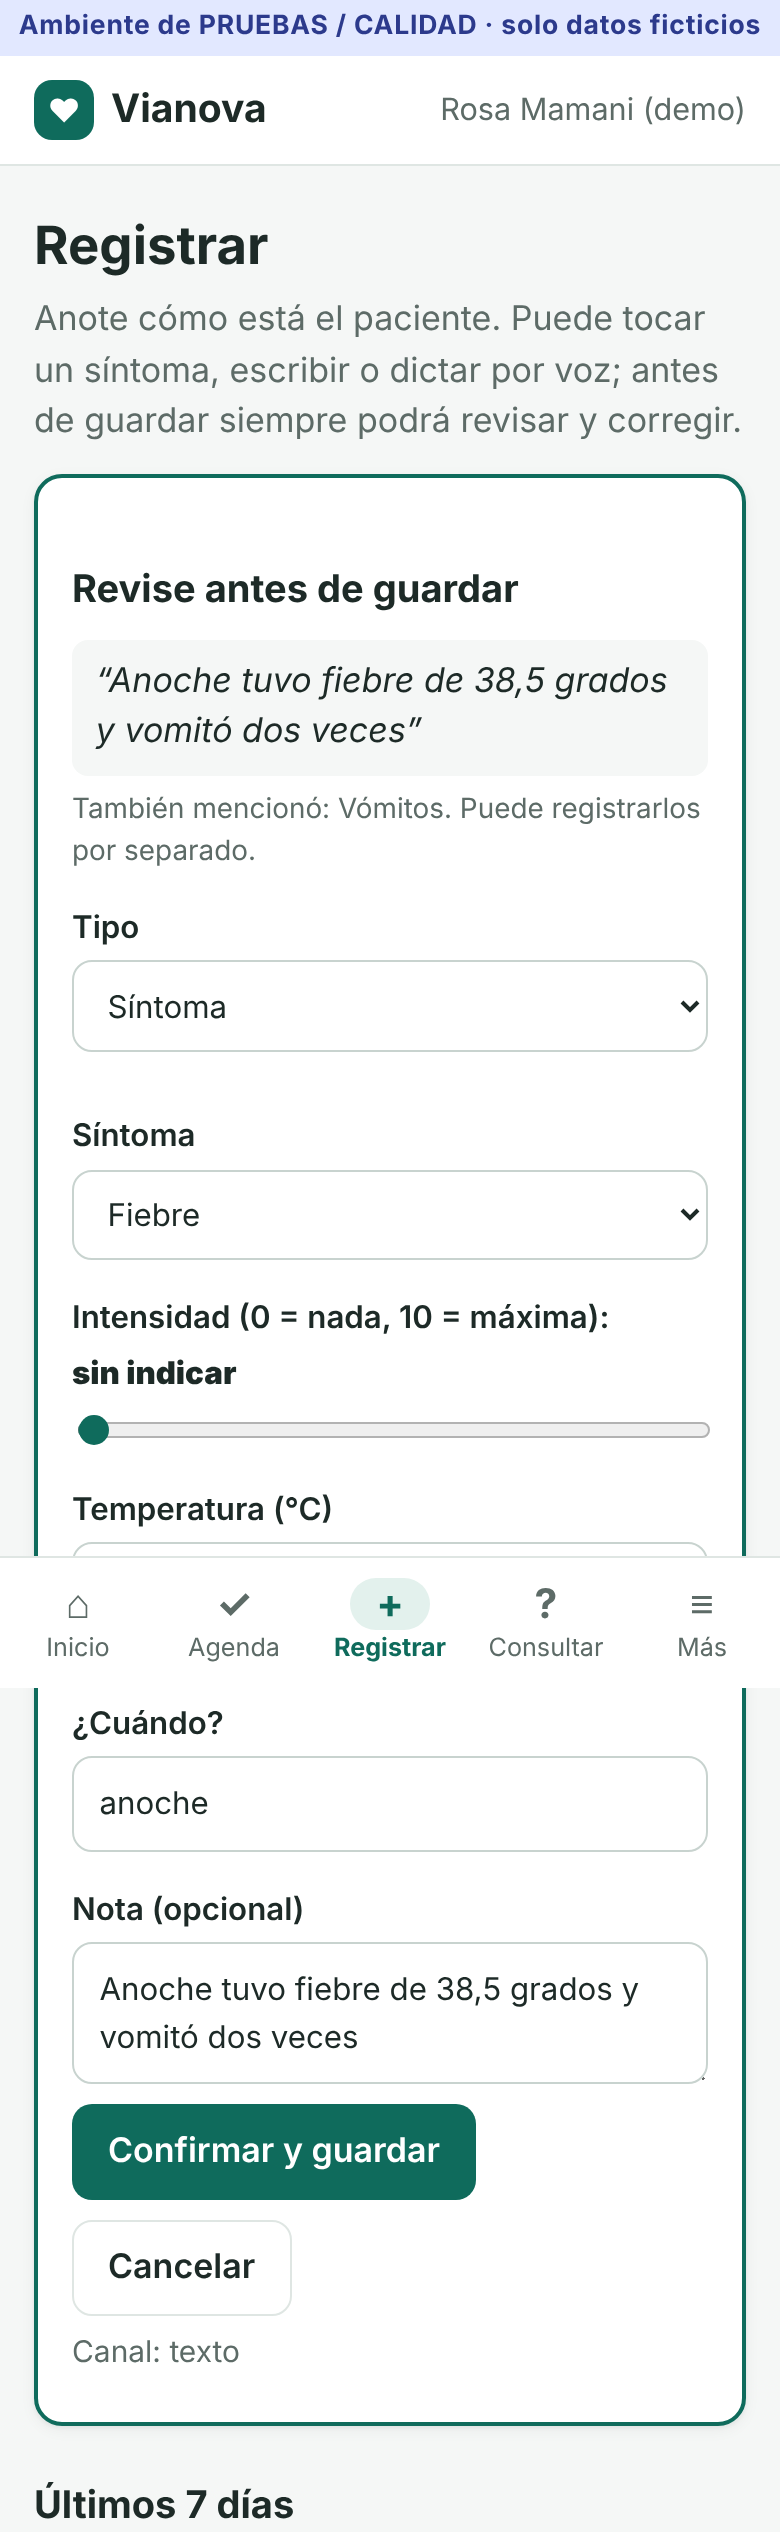 Ambiente de PRUEBAS / CALIDAD · solo datos ficticios
Vianova
Rosa Mamani (demo)
Registrar
Anote cómo está el paciente. Puede tocar
un síntoma, escribir o dictar por voz; antes
de guardar siempre podrá revisar y corregir.
Revise antes de guardar
“Anoche tuvo fiebre de 38,5 grados
y vomitó dos veces”
También mencionó: Vómitos. Puede registrarlos
por separado.
Tipo
Síntoma
Síntoma
Fiebre
Intensidad (0 = nada, 10 = máxima):
sin indicar
Temperatura (°C)
Inicio
Agenda
Registrar
Consultar
Más
¿Cuándo?
anoche
Nota (opcional)
Anoche tuvo fiebre de 38,5 grados y
vomitó dos veces
Confirmar y guardar
Cancelar
Canal: texto
Últimos 7 días